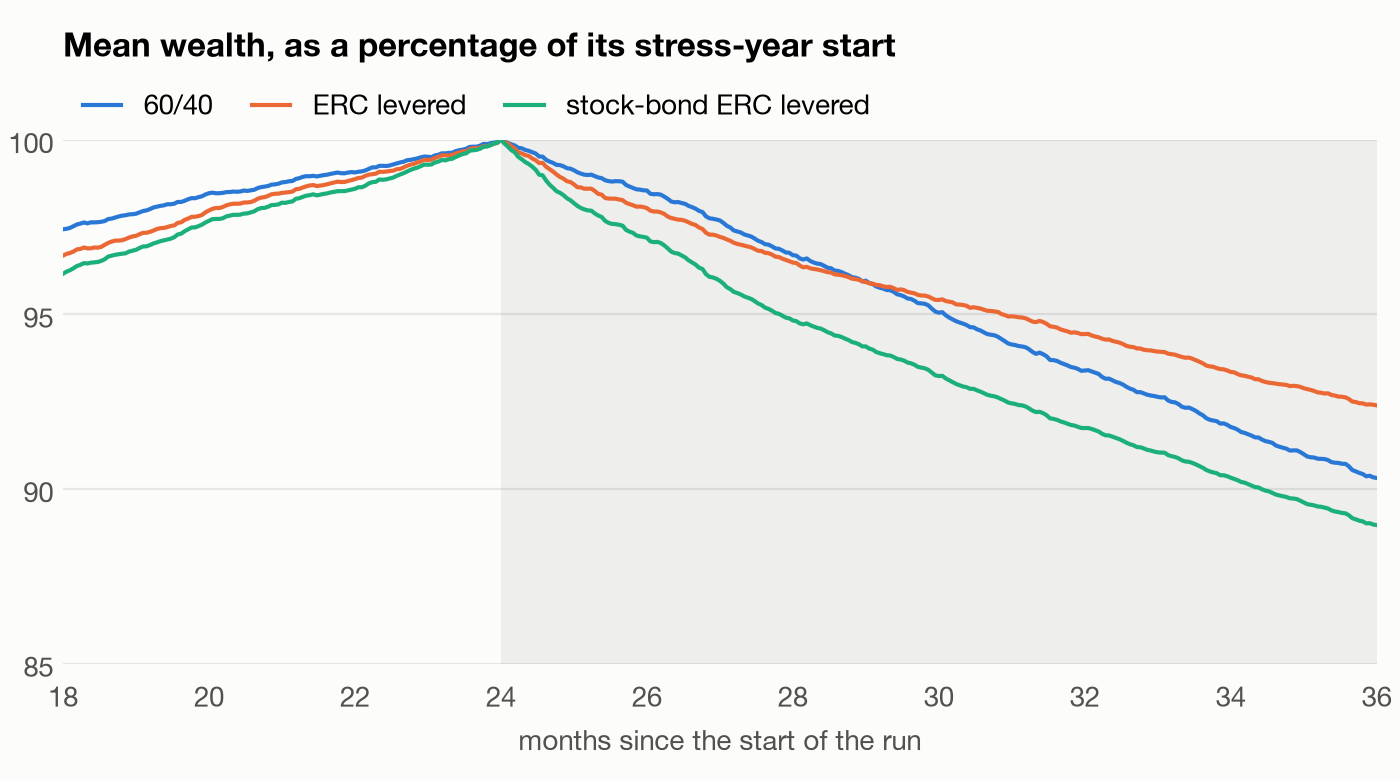 Mean wealth, as a percentage of its stress-year start
60/40 ERC levered stock-bond ERC levered
100
95
90
85
18 20 22 24 26 28 30 32 34 36
months since the start of the run